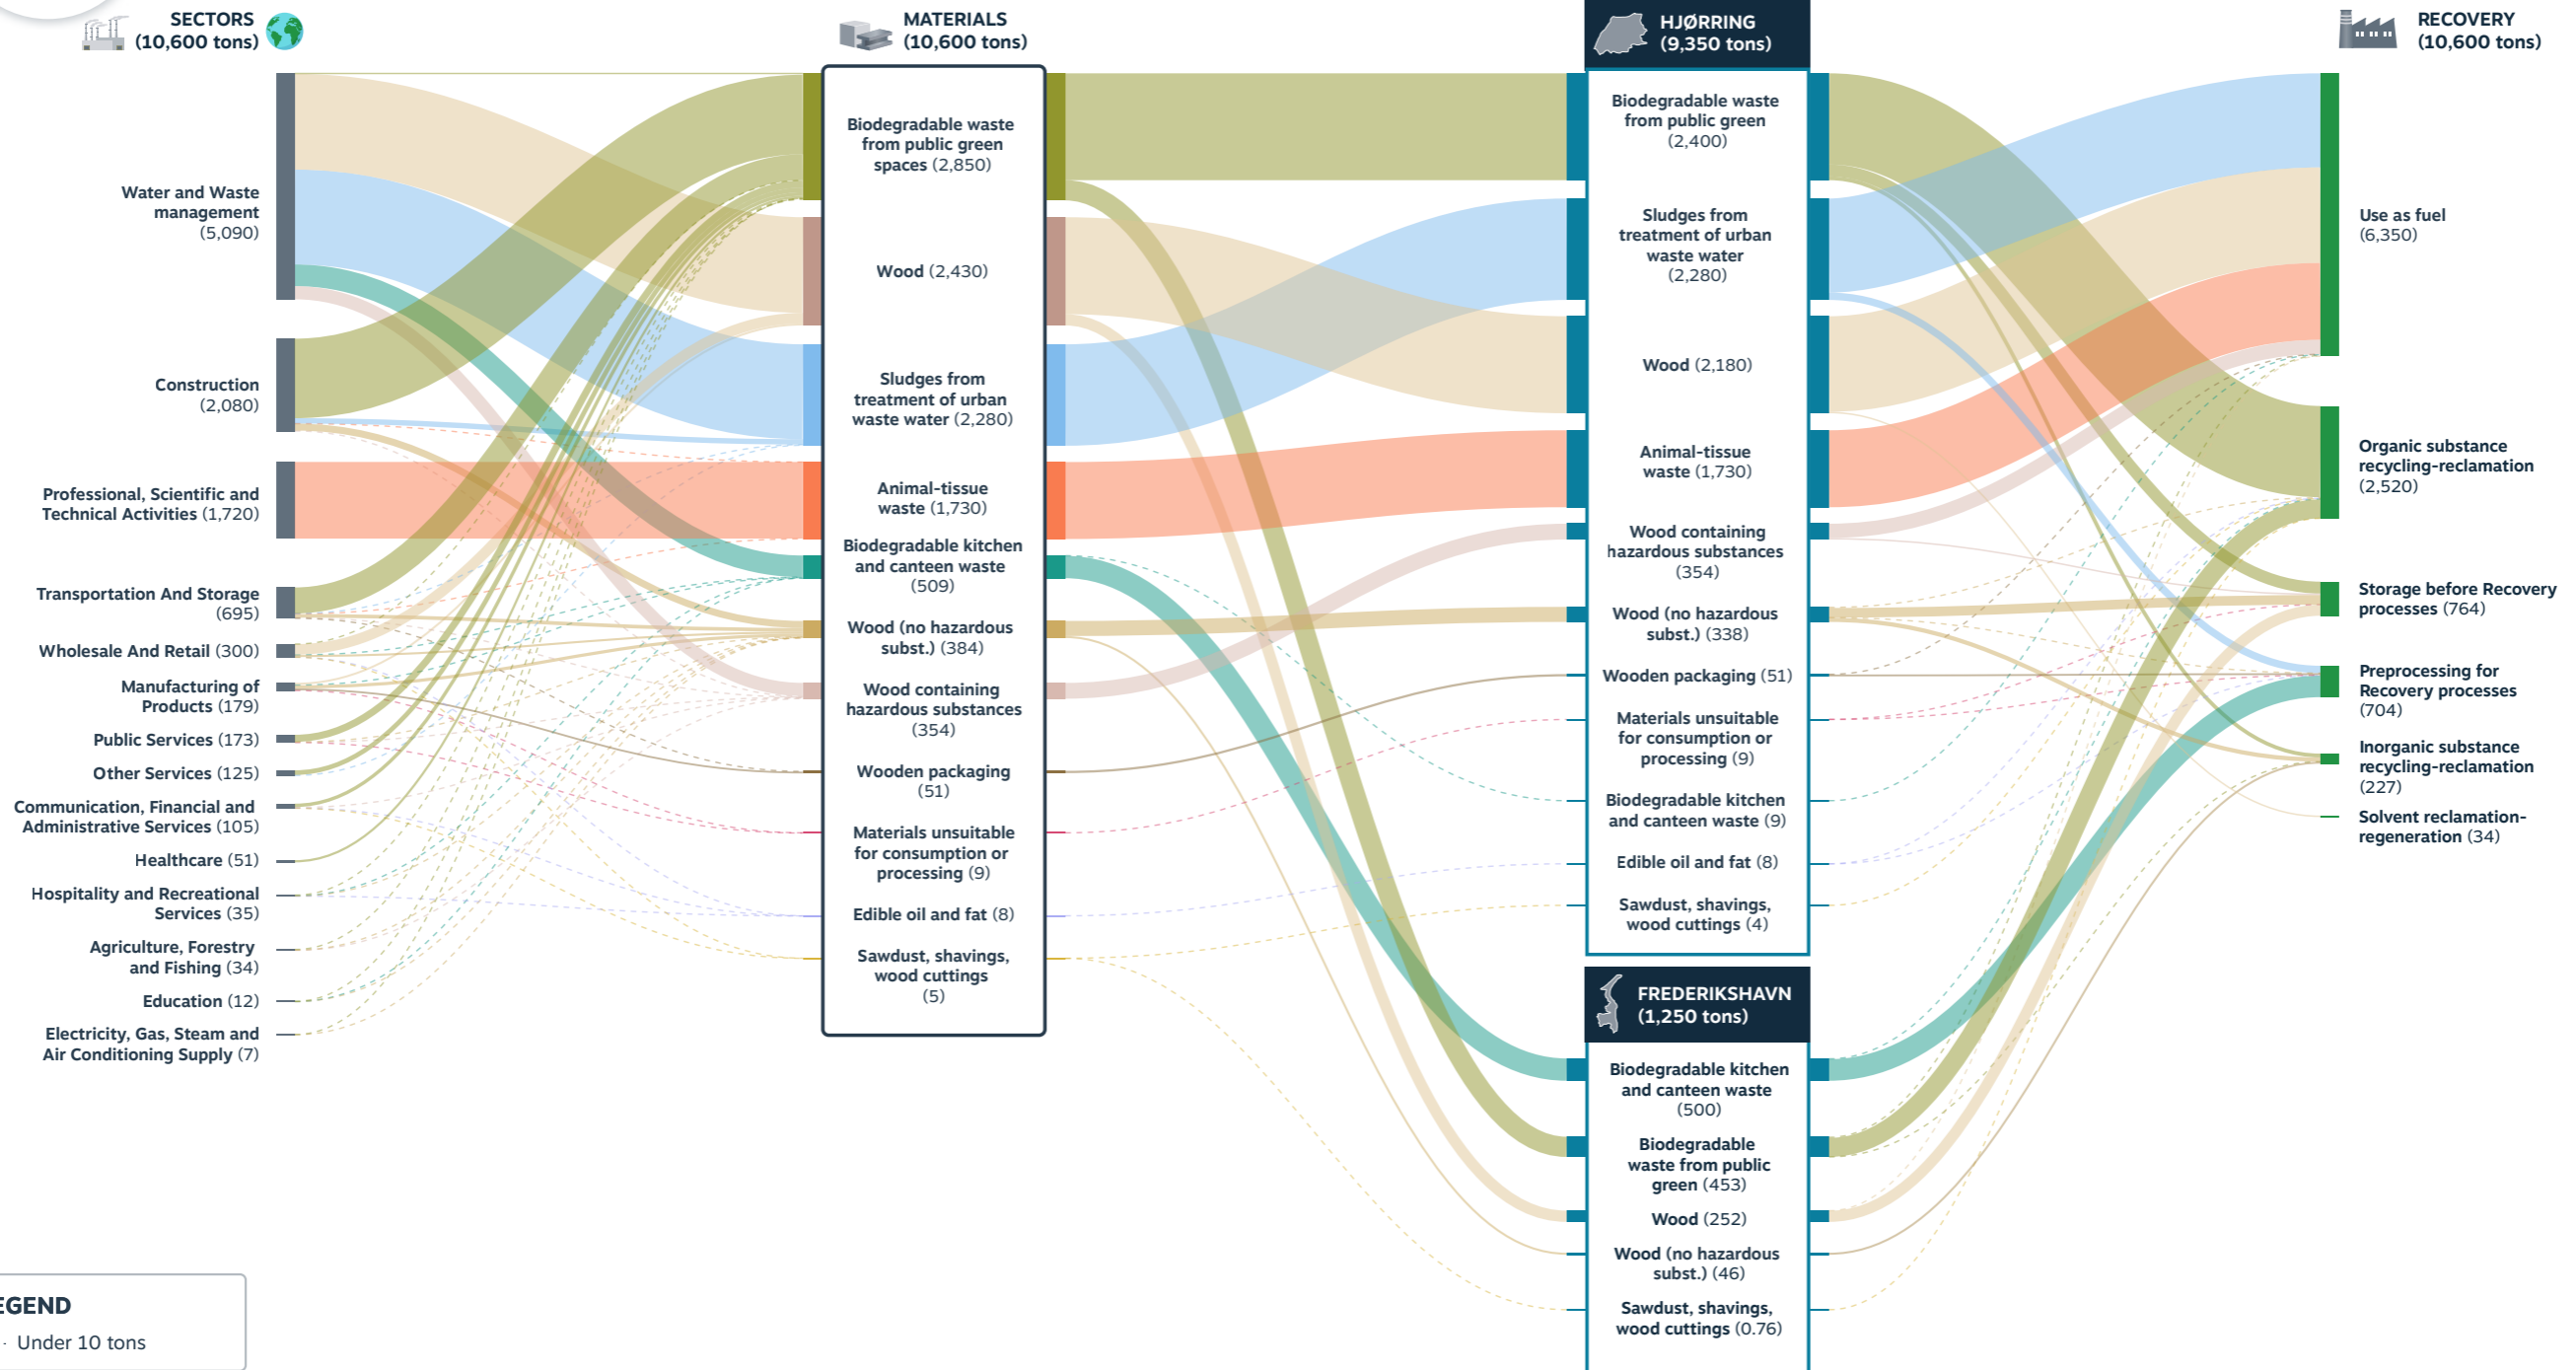 SECTORS
(10,600 tons)
Water and Waste
management
(5,090)
Construction
(2,080)
Professional, Scientific and
Technical Activities (1,720)
Transportation And Storage
(695)
Wholesale And Retail (300)
Manufacturing of
Products (179)
Public Services (173)
Other Services (125)
Communication, Financial and
Administrative Services (105)
Healthcare (51)
Hospitality and Recreational
Services (35)
Agriculture, Forestry
and Fishing (34)
Education (12)
Electricity, Gas, Steam and
Air Conditioning Supply (7)
EGEND
Under 10 tons
MATERIALS
(10,600 tons)
Biodegradable waste
from public green
spaces (2,850)
Wood (2,430)
Sludges from
treatment of urban
waste water (2,280)
Animal-tissue
waste (1,730)
Biodegradable kitchen
and canteen waste
(509)
Wood (no hazardous
subst.) (384)
Wood containing
hazardous substances
(354)
Wooden packaging
(51)
Materials unsuitable
for consumption or
processing (9)
Edible oil and fat (8)
Sawdust, shavings,
wood cuttings
(5)
HJØRRING
(9,350 tons)
Biodegradable waste
from public green
(2,400)
Sludges from
treatment of urban
waste water
(2,280)
Wood (2,180)
Animal-tissue
waste (1,730)
Wood containing
hazardous substances
(354)
Wood (no hazardous
subst.) (338)
Wooden packaging (51)
Materials unsuitable
for consumption or
processing (9)
Biodegradable kitchen
and canteen waste (9)
Edible oil and fat (8)
Sawdust, shavings,
wood cuttings (4)
FREDERIKSHAVN
(1,250 tons)
Biodegradable kitchen
and canteen waste
(500)
Biodegradable
waste from public
green (453)
Wood (252)
Wood (no hazardous
subst.) (46)
Sawdust, shavings,
wood cuttings (0.76)
RECOVERY
(10,600 tons)
Use as fuel
(6,350)
Organic substance
recycling-reclamation
(2,520)
Storage before Recovery
processes (764)
Preprocessing for
Recovery processes
(704)
Inorganic substance
recycling-reclamation
(227)
Solvent reclamation-
regeneration (34)